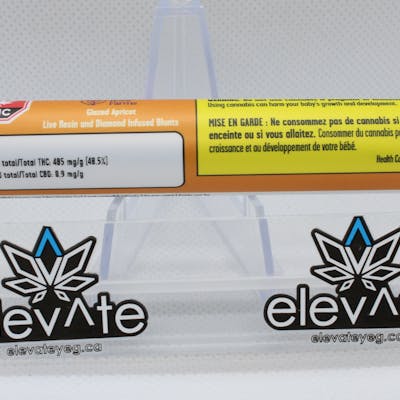 Using cannabis can harm your baby's growth and development.
Glazed Apricot
Live Resin and Diamond Infused Blunts
total/Total THC: 485 mg/g (48.5%)
total/Total CBG: 0.9 mg/g
MISE EN GARDE : Ne consommez pas de cannabis si
enceinte ou si vous allaitez. Consommer du cannabis p
croissance et au développement de votre bébé.
Health Ca
elevate
elevateyeg.ca
elevate
elevateyeg.ca